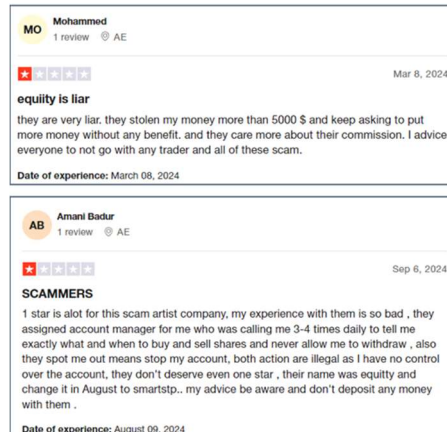 MO
Mohammed
1 review AE
Mar 8, 2024
equiity is liar
they are very liar. they stolen my money more than 5000 $ and keep asking to put
more money without any benefit. and they care more about their commission. I advice
everyone to not go with any trader and all of these scam.
Date of experience: March 08, 2024
AB
Amani Badur
1 review AE
Sep 6, 2024
SCAMMERS
1 star is alot for this scam artist company, my experience with them is so bad , they
assigned account manager for me who was calling me 3-4 times daily to tell me
exactly what and when to buy and sell shares and never allow me to withdraw , also
they spot me out means stop my account, both action are illegal as I have no control
over the account, they don't deserve even one star , their name was equitty and
change it in August to smartstp.. my advice be aware and don't deposit any money
with them .
Date of experience: August 09, 2024